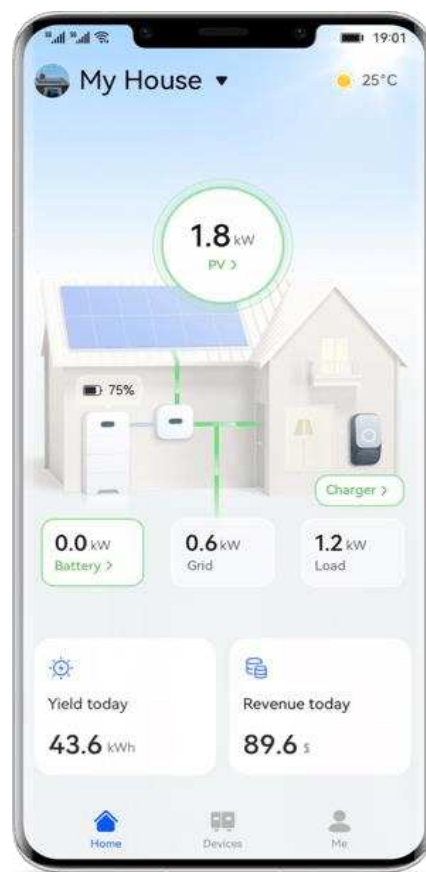 19:01
My House
25°C
1.8 kW
PV >
75%
Charger >
0.0 kW
Battery >
0.6 kW
Grid
1.2 kW
Load
Yield today
43.6 kWh
Revenue today
89.6 $
Home
Devices
Me